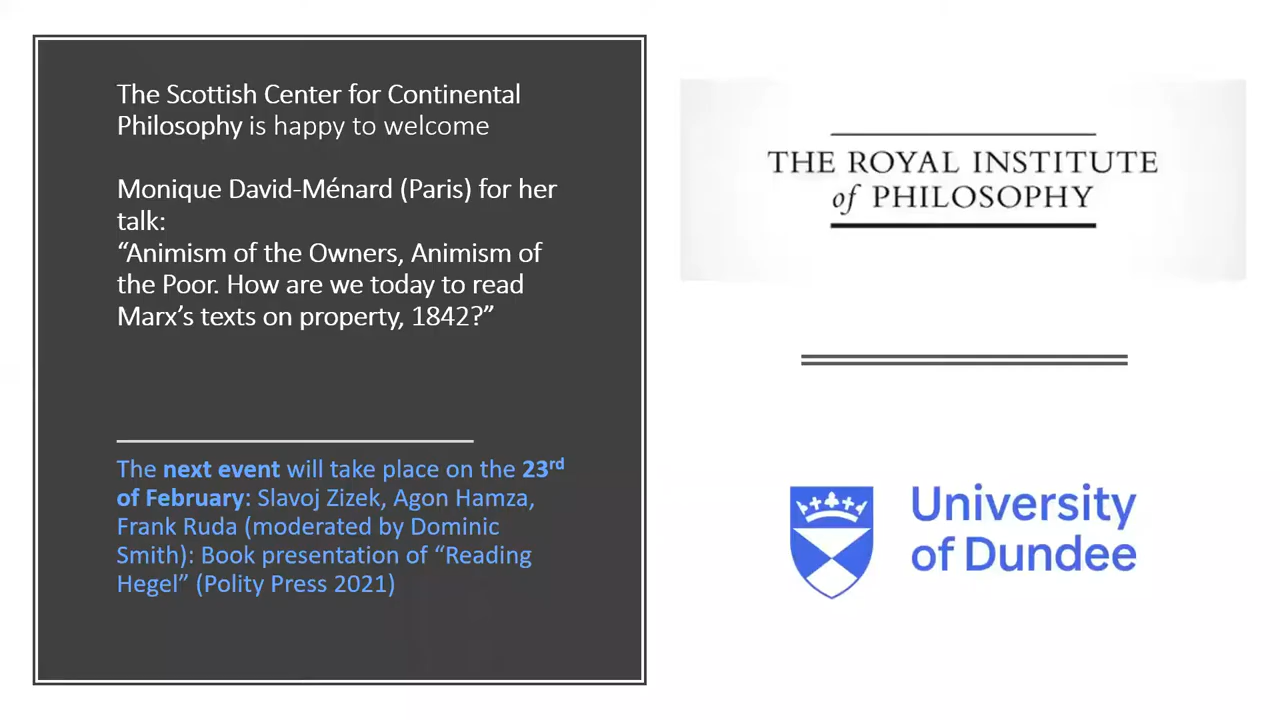 The Scottish Center for Continental
Philosophy is happy to welcome
Monique David-Ménard (Paris) for her
talk:
“Animism of the Owners, Animism of
the Poor. How are we today to read
Marx’s texts on property, 1842?”
The next event will take place on the 23rd
of February: Slavoj Zizek, Agon Hamza,
Frank Ruda (moderated by Dominic
Smith): Book presentation of “Reading
Hegel” (Polity Press 2021)
THE ROYAL INSTITUTE
of PHILOSOPHY
University
of Dundee